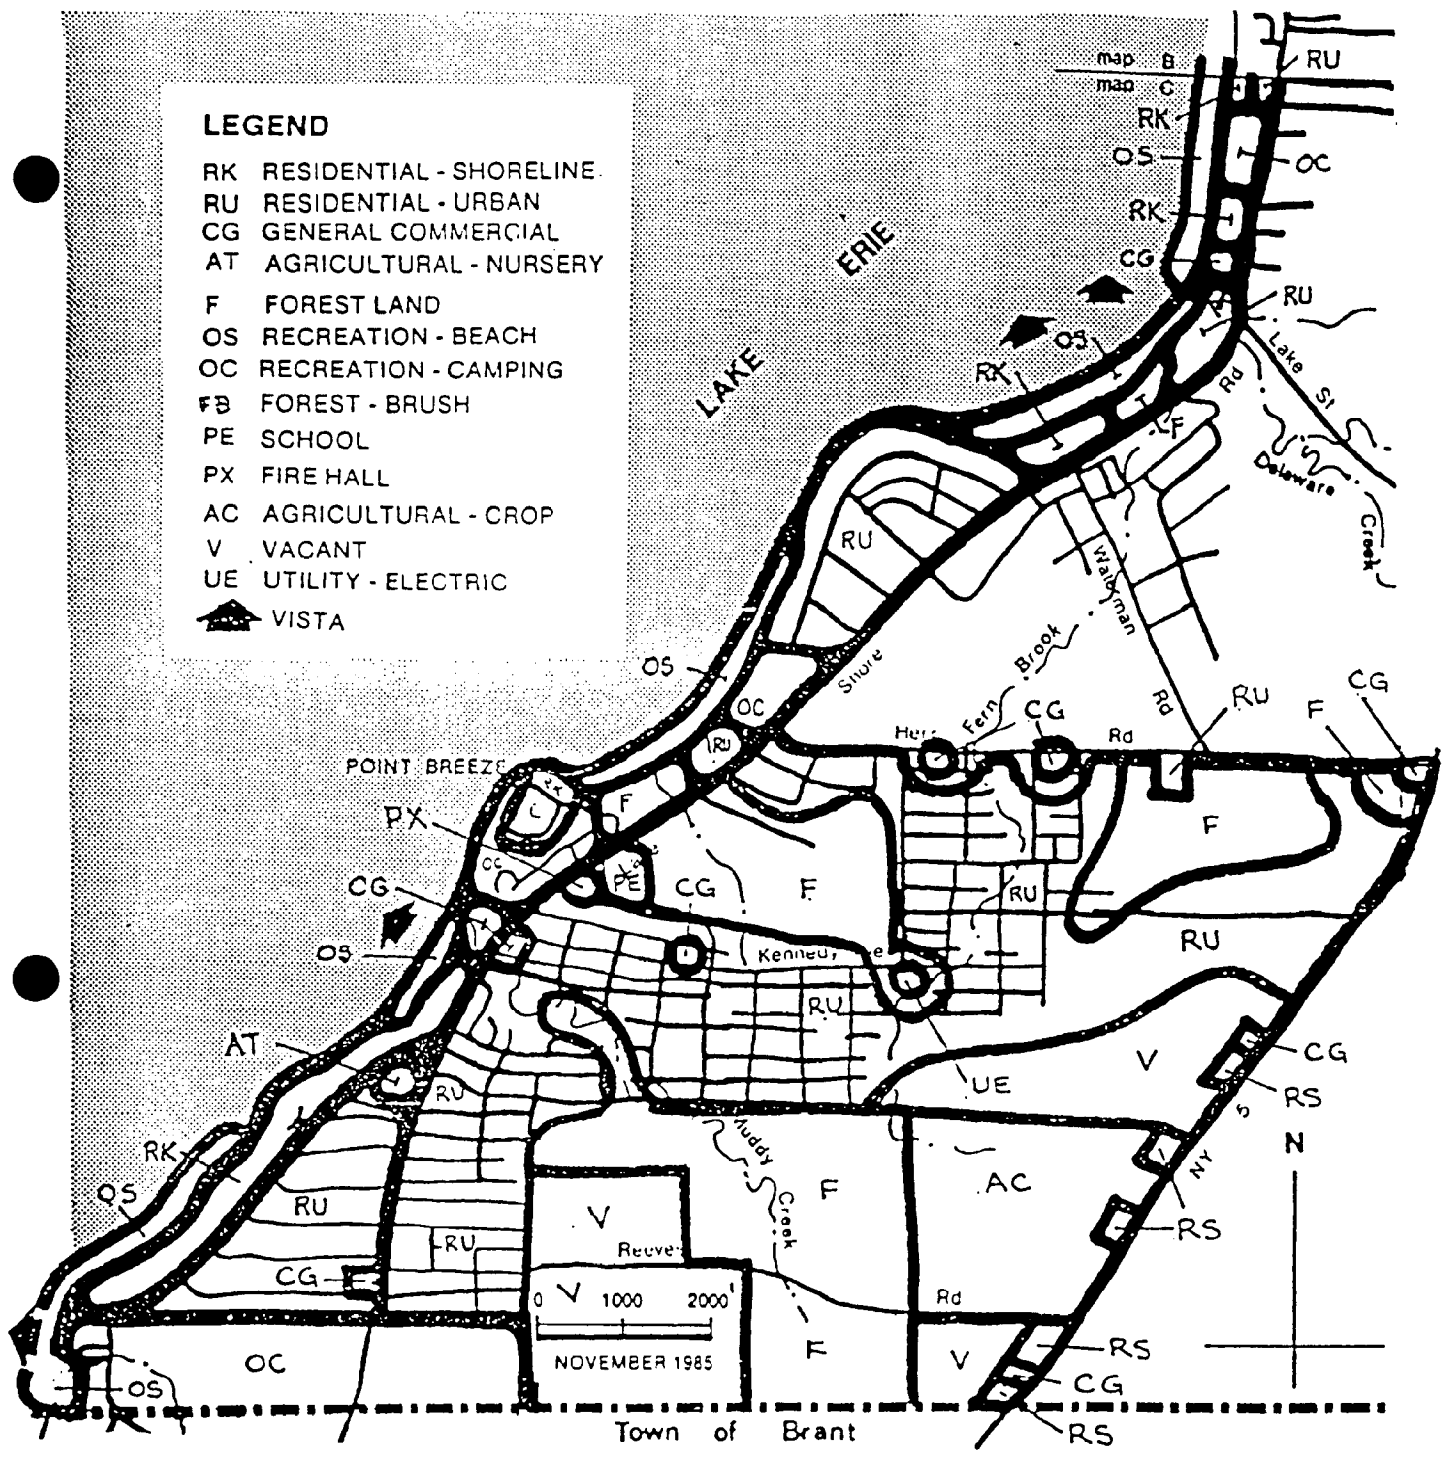 map B
map C
RU
RK
OS
OC
RK
CG
RU
LEGEND
RK RESIDENTIAL - SHORELINE
RU RESIDENTIAL - URBAN
CG GENERAL COMMERCIAL
AT AGRICULTURAL - NURSERY
F FOREST LAND
OS RECREATION - BEACH
OC RECREATION - CAMPING
FB FOREST - BRUSH
PE SCHOOL
PX FIRE HALL
AC AGRICULTURAL - CROP
V VACANT
UE UTILITY - ELECTRIC
VISTA
LAKE ERIE
OS
RK
Lake St
Rd
F
Delaware Creek
RU
Waterman Rd
Fern Brook
Shore
OS
OC
RU
CG
Rd
RU
F
CG
POINT BREEZE
PX
F
F
CG
PE
CG
F
RU
RU
OS
Kennedy
RU
AT
RU
UE
V
CG
RS
NY 5
N
RK
OS
RU
RU
Muddy Creek
F
AC
RS
RS
V
Reeves
CG
V
Rd
0 1000 2000'
NOVEMBER 1985
OC
OS
F
V
RS
CG
RS
Town of Brant